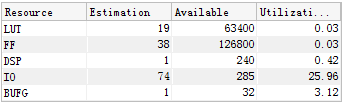 Resource Estimation Available Utilizati...
LUT 19 63400 0.03
FF 38 126800 0.03
DSP 1 240 0.42
IO 74 285 25.96
BUFG 1 32 3.12